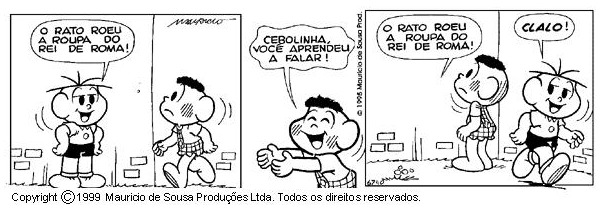 O RATO ROEU
A ROUPA DO
REI DE ROMA!
MAURICIO
CEBOLINHA,
VOCÊ APRENDEU
A FALAR!
© 1998 Mauricio de Sousa Prod.
O RATO ROEU
A ROUPA DO
REI DE ROMA!
CLALO!
Copyright ©1999 Mauricio de Sousa Produções Ltda. Todos os direitos reservados.